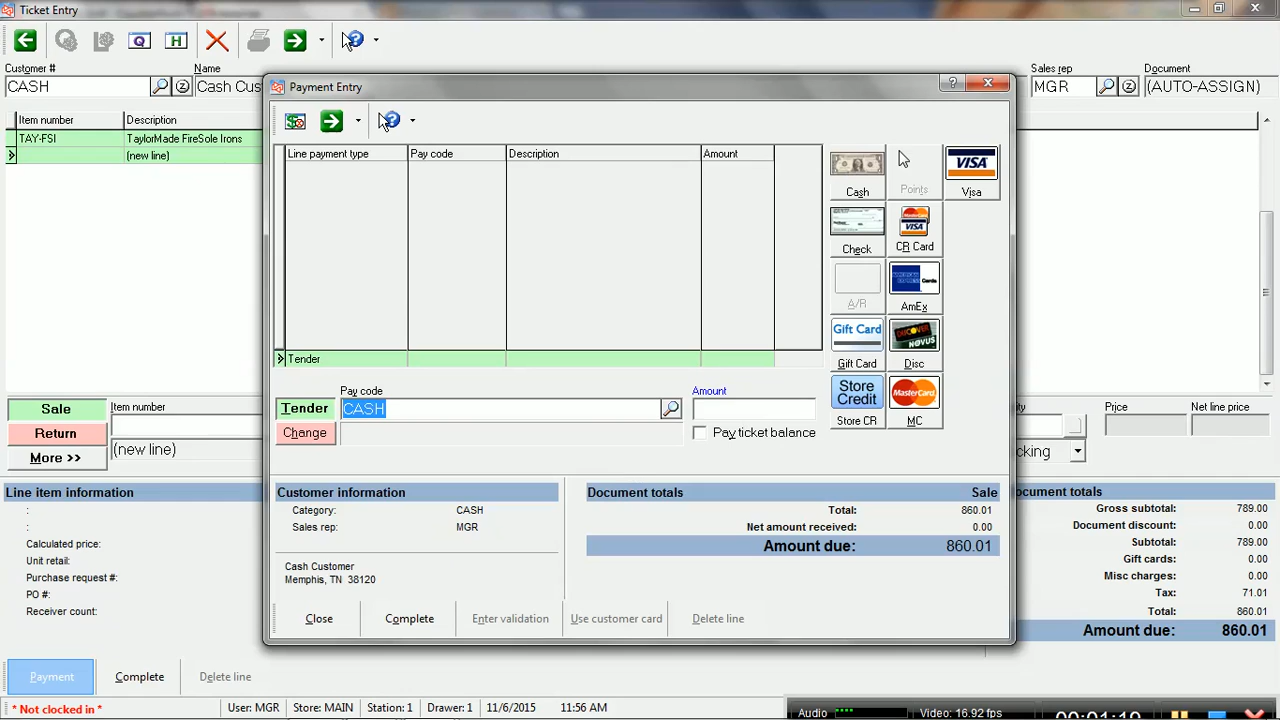 Ticket Entry
Customer #
Name
Sales rep
Document
CASH
Cash Cus
MGR
(AUTO-ASSIGN)
Item number
Description
TAY-FSI
TaylorMade FireSole Irons
(new line)
Payment Entry
Line payment type
Pay code
Description
Amount
Tender
Cash
Points
VISA
Visa
Check
MasterCard
CR Card
A/R
AMERICAN EXPRESS
Cards
AmEx
Gift Card
Gift Card
DISCOVER
NOVUS
Disc
Store Credit
Store CR
MasterCard
MC
Pay code
Amount
Tender
CASH
Change
Pay ticket balance
Customer information
Category:
CASH
Sales rep:
MGR
Cash Customer
Memphis, TN 38120
Document totals
Sale
Total:
860.01
Net amount received:
0.00
Amount due:
860.01
Close
Complete
Enter validation
Use customer card
Delete line
Sale
Return
More >>
Item number
(new line)
Price
Net line price
Line item information
:
:
Calculated price:
Unit retail:
Purchase request #:
PO #:
Receiver count:
ocument totals
Gross subtotal:
789.00
Document discount:
0.00
Subtotal:
789.00
Gift cards:
0.00
Misc charges:
0.00
Tax:
71.01
Total:
860.01
Amount due:
860.01
Payment
Complete
Delete line
* Not clocked in *
User: MGR
Store: MAIN
Station: 1
Drawer: 1
11/6/2015
11:56 AM
Audio
Video: 16.92 fps